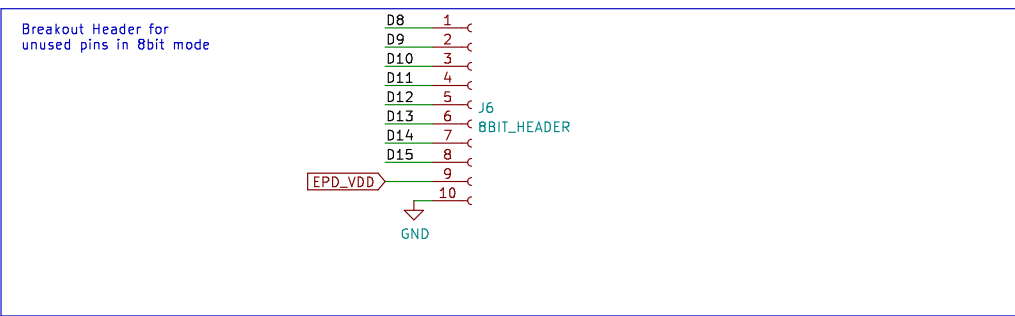 Breakout Header for
unused pins in 8bit mode
D8 1
D9 2
D10 3
D11 4
D12 5
D13 6
D14 7
D15 8
J6
8BIT_HEADER
EPD_VDD 9
10
GND